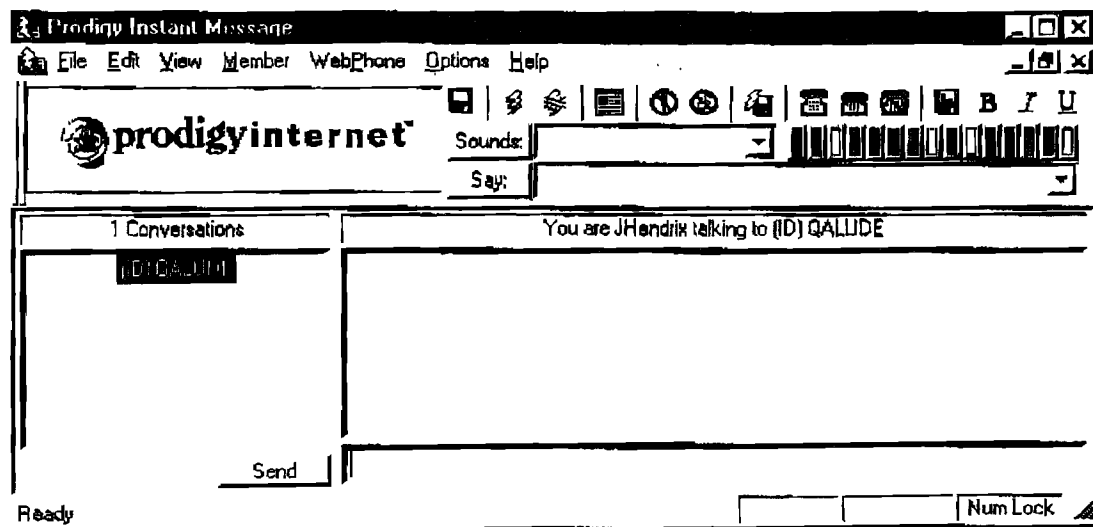 Prodigy Instant Message
File Edit View Member WebPhone Options Help
prodigyinternet™
B I U
Sounds:
Say:
1 Conversations
You are JHendrix talking to (ID) QALUDE
Send
Ready
Num Lock